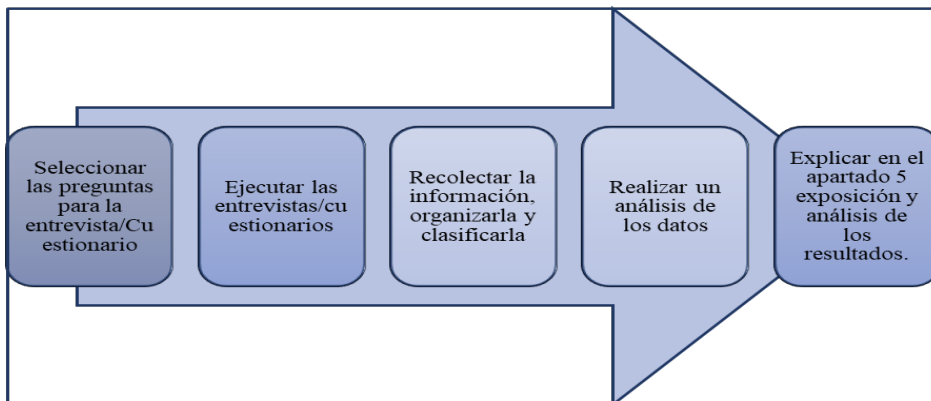 Seleccionar
las preguntas
para la
entrevista/Cu
estionario
Ejecutar las
entrevistas/cu
estionarios
Recolectar la
información,
organizarla y
clasificarla
Realizar un
análisis de
los datos
Explicar en el
apartado 5
exposición y
análisis de
los
resultados.